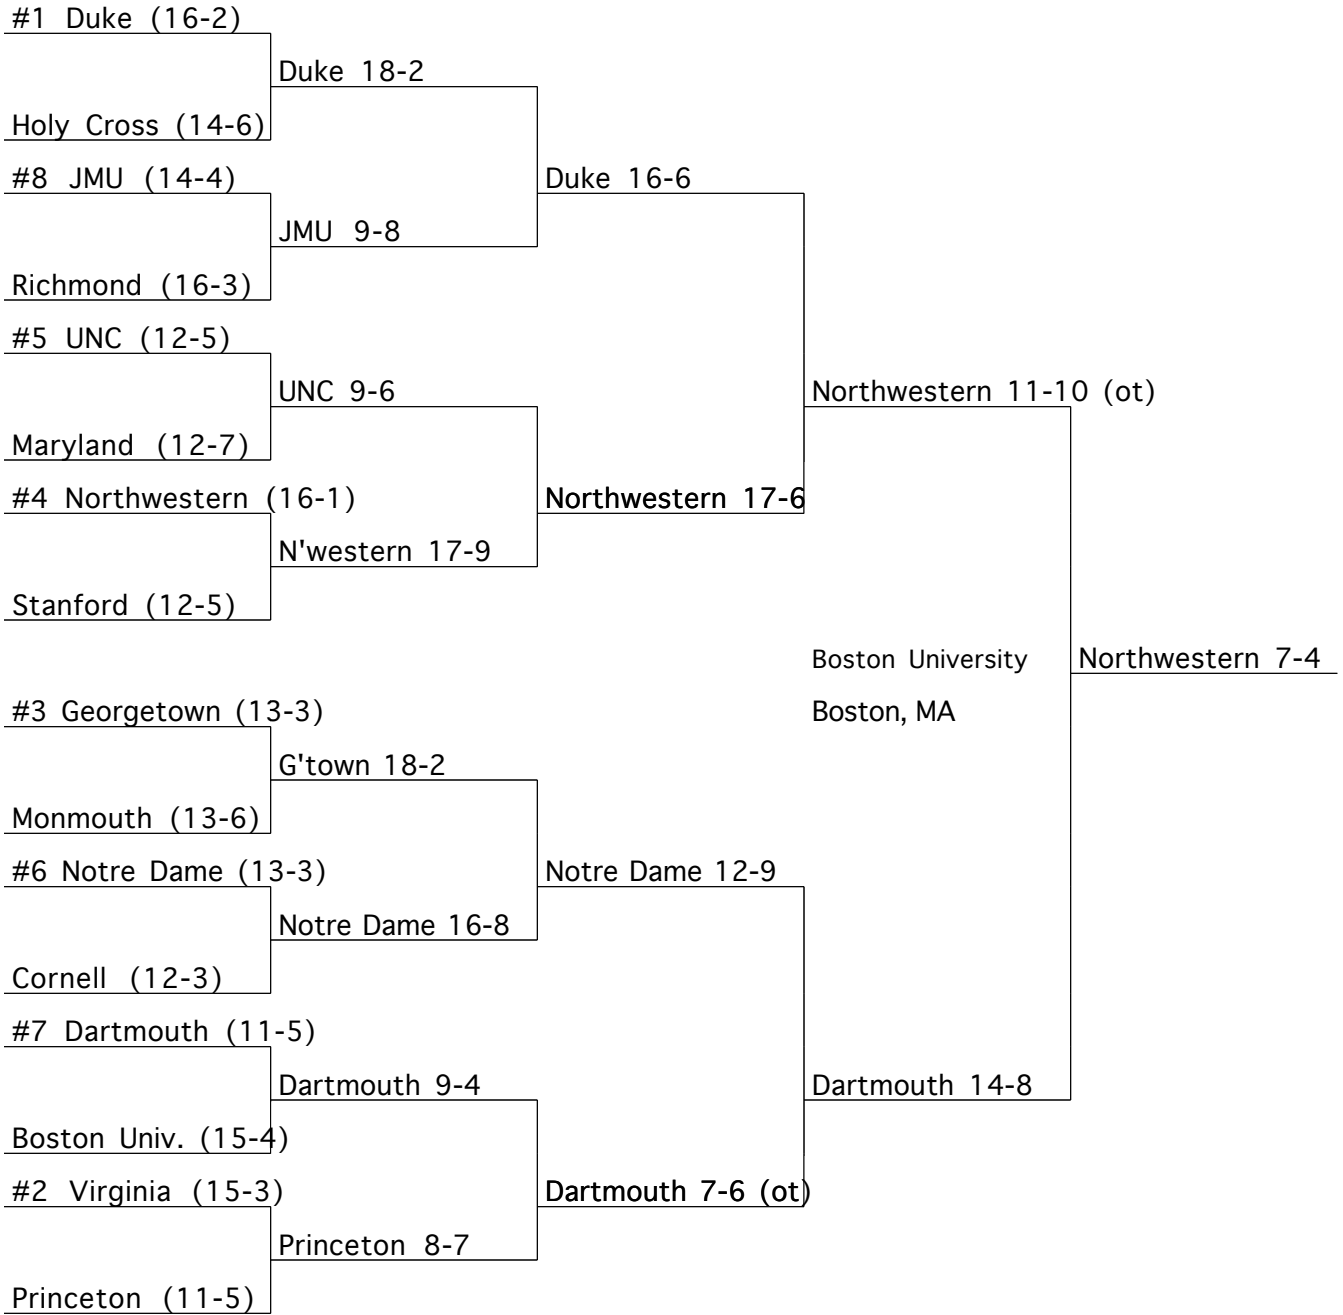 #1 Duke (16-2)
Duke 18-2
Holy Cross (14-6)
#8 JMU (14-4)
Duke 16-6
JMU 9-8
Richmond (16-3)
#5 UNC (12-5)
UNC 9-6
Northwestern 11-10 (ot)
Maryland (12-7)
#4 Northwestern (16-1)
Northwestern 17-6
N'western 17-9
Stanford (12-5)
Boston University
Northwestern 7-4
#3 Georgetown (13-3)
Boston, MA
G'town 18-2
Monmouth (13-6)
#6 Notre Dame (13-3)
Notre Dame 12-9
Notre Dame 16-8
Cornell (12-3)
#7 Dartmouth (11-5)
Dartmouth 9-4
Dartmouth 14-8
Boston Univ. (15-4)
#2 Virginia (15-3)
Dartmouth 7-6 (ot)
Princeton 8-7
Princeton (11-5)